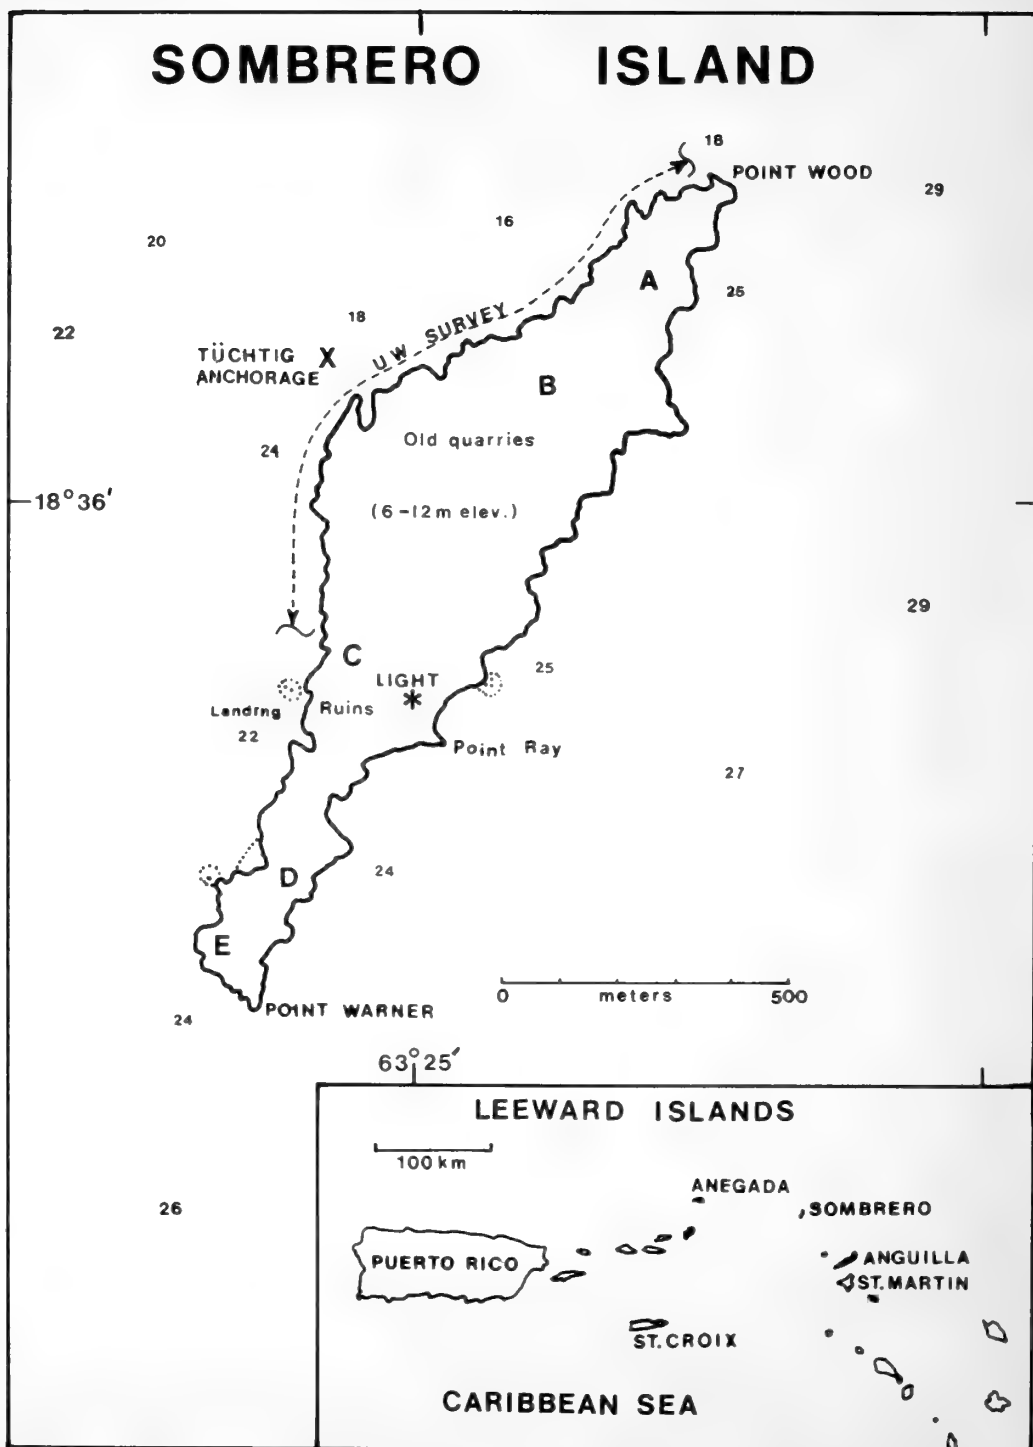 SOMBRERO ISLAND
18
POINT WOOD
29
16
20
A
25
18
UW SURVEY
22
TÜCHTIG
ANCHORAGE X
B
Old quarries
24
18°36'
(6-12m elev.)
29
C
25
LIGHT
Landing
Ruins
22
Point Ray
27
24
D
E
0 meters 500
POINT WARNER
24
63°25'
LEEWARD ISLANDS
100 km
ANEGADA
SOMBRERO
26
PUERTO RICO
ANGUILLA
ST. MARTIN
ST. CROIX
CARIBBEAN SEA